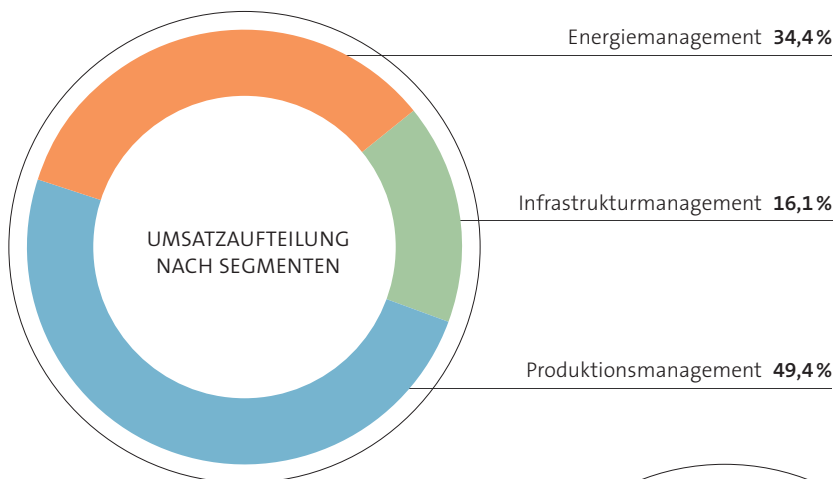 Energiemanagement 34,4 %
Infrastrukturmanagement 16,1 %
UMSATZAUFTEILUNG
NACH SEGMENTEN
Produktionsmanagement 49,4 %